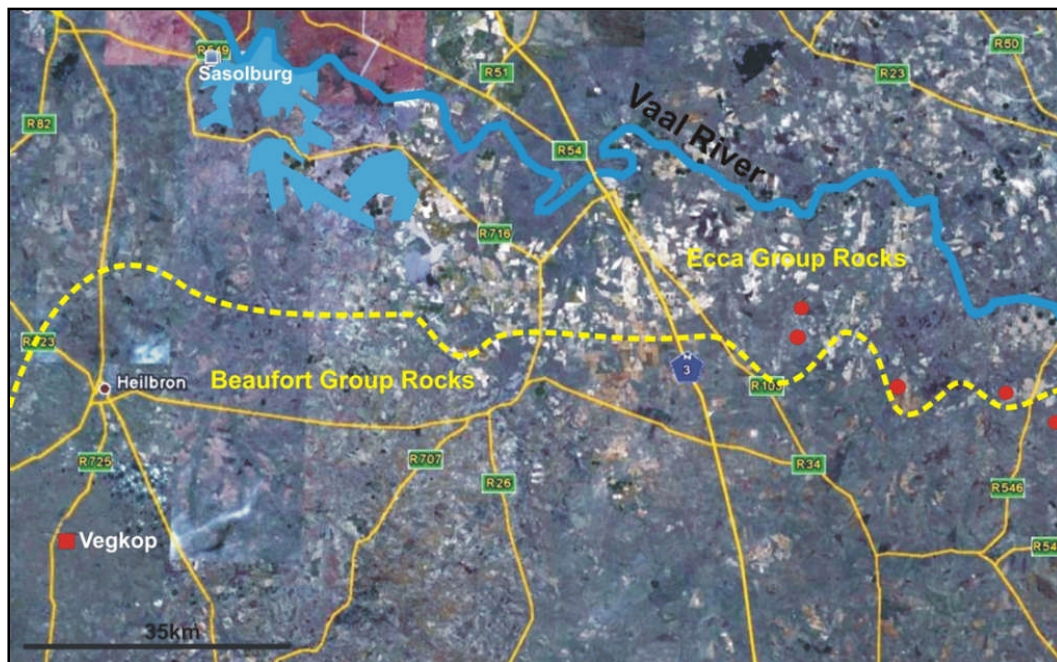 R549
Sasolburg
R51
R50
R23
R82
Vaal River
R54
R716
Ecca Group Rocks
Beaufort Group Rocks
Heilbron
N
3
R103
R725
R707
R26
R34
R546
Vegkop
35km